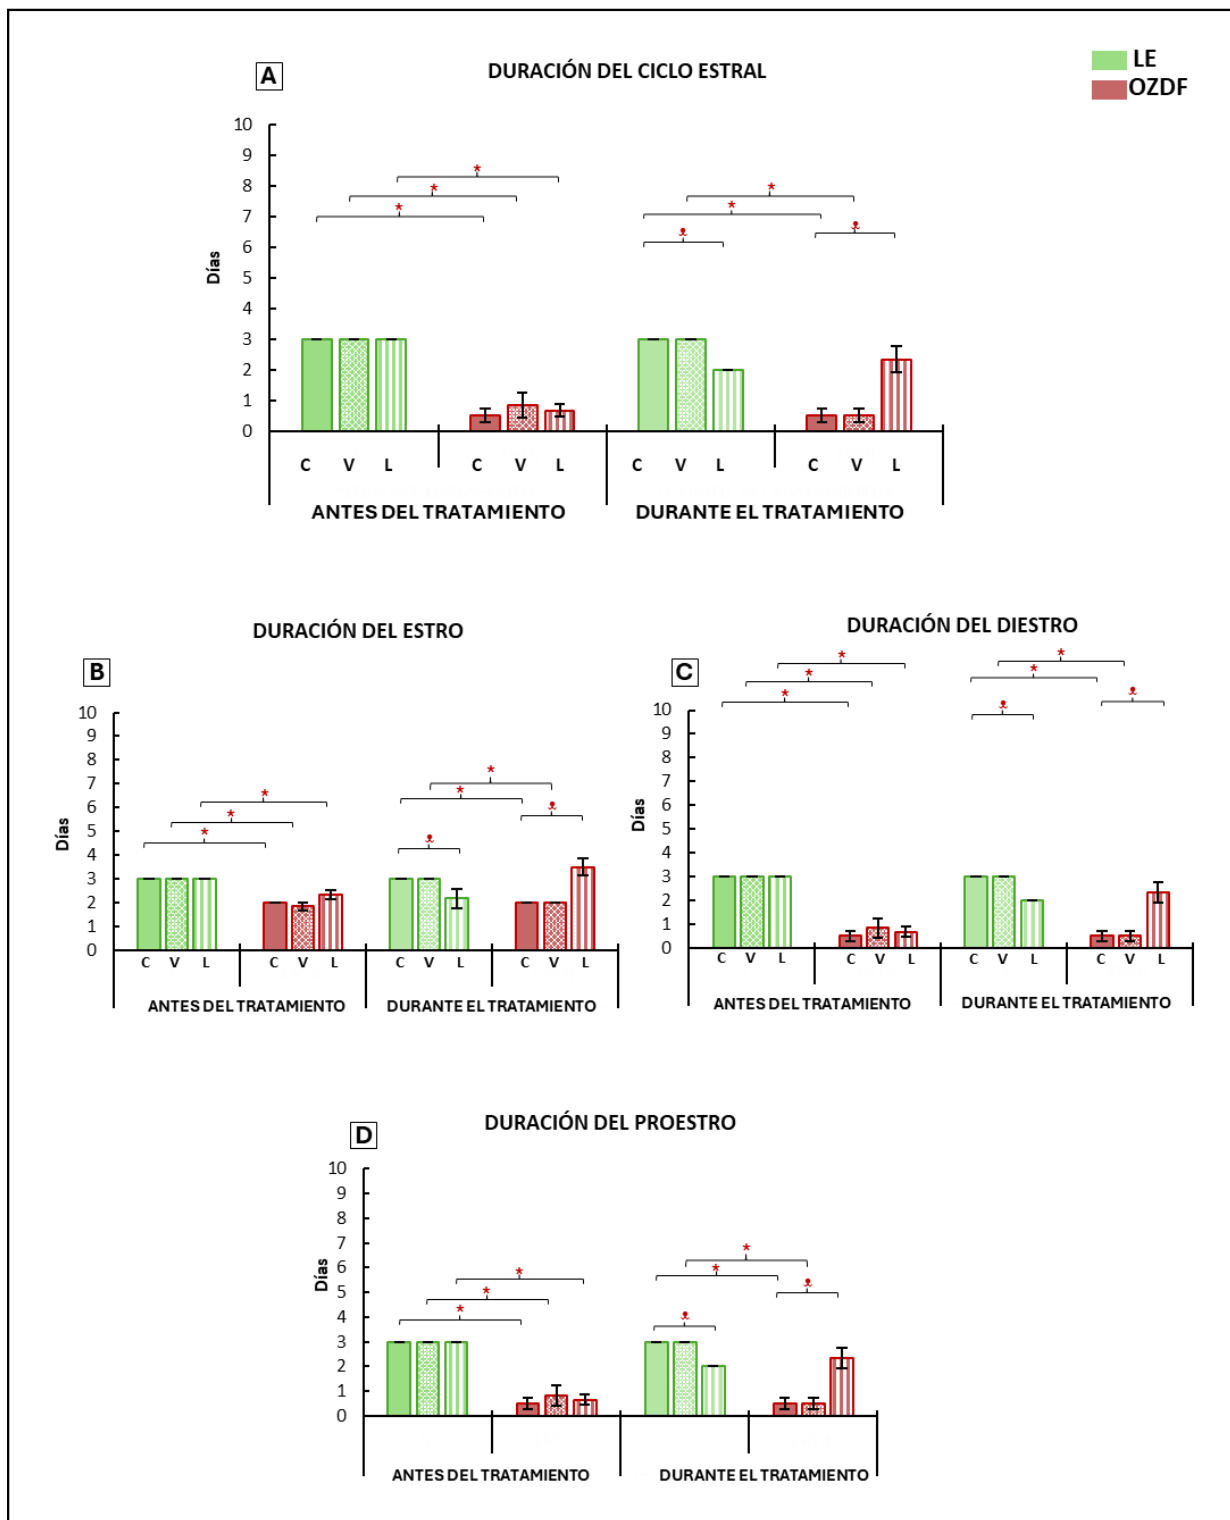 A
DURACIÓN DEL CICLO ESTRAL
LE
OZDF
Días
10
9
8
7
6
5
4
3
2
1
0
* * * * * ᴥ ᴥ
C V L C V L C V L C V L
ANTES DEL TRATAMIENTO DURANTE EL TRATAMIENTO
B
DURACIÓN DEL ESTRO
Días
10
9
8
7
6
5
4
3
2
1
0
* * * * *
C V L C V L C V L C V L
ANTES DEL TRATAMIENTO DURANTE EL TRATAMIENTO
C
DURACIÓN DEL DIESTRO
Días
10
9
8
7
6
5
4
3
2
1
0
* * * * *
C V L C V L C V L C V L
ANTES DEL TRATAMIENTO DURANTE EL TRATAMIENTO
D
DURACIÓN DEL PROESTRO
Días
10
9
8
7
6
5
4
3
2
1
0
* * * * *
ANTES DEL TRATAMIENTO DURANTE EL TRATAMIENTO